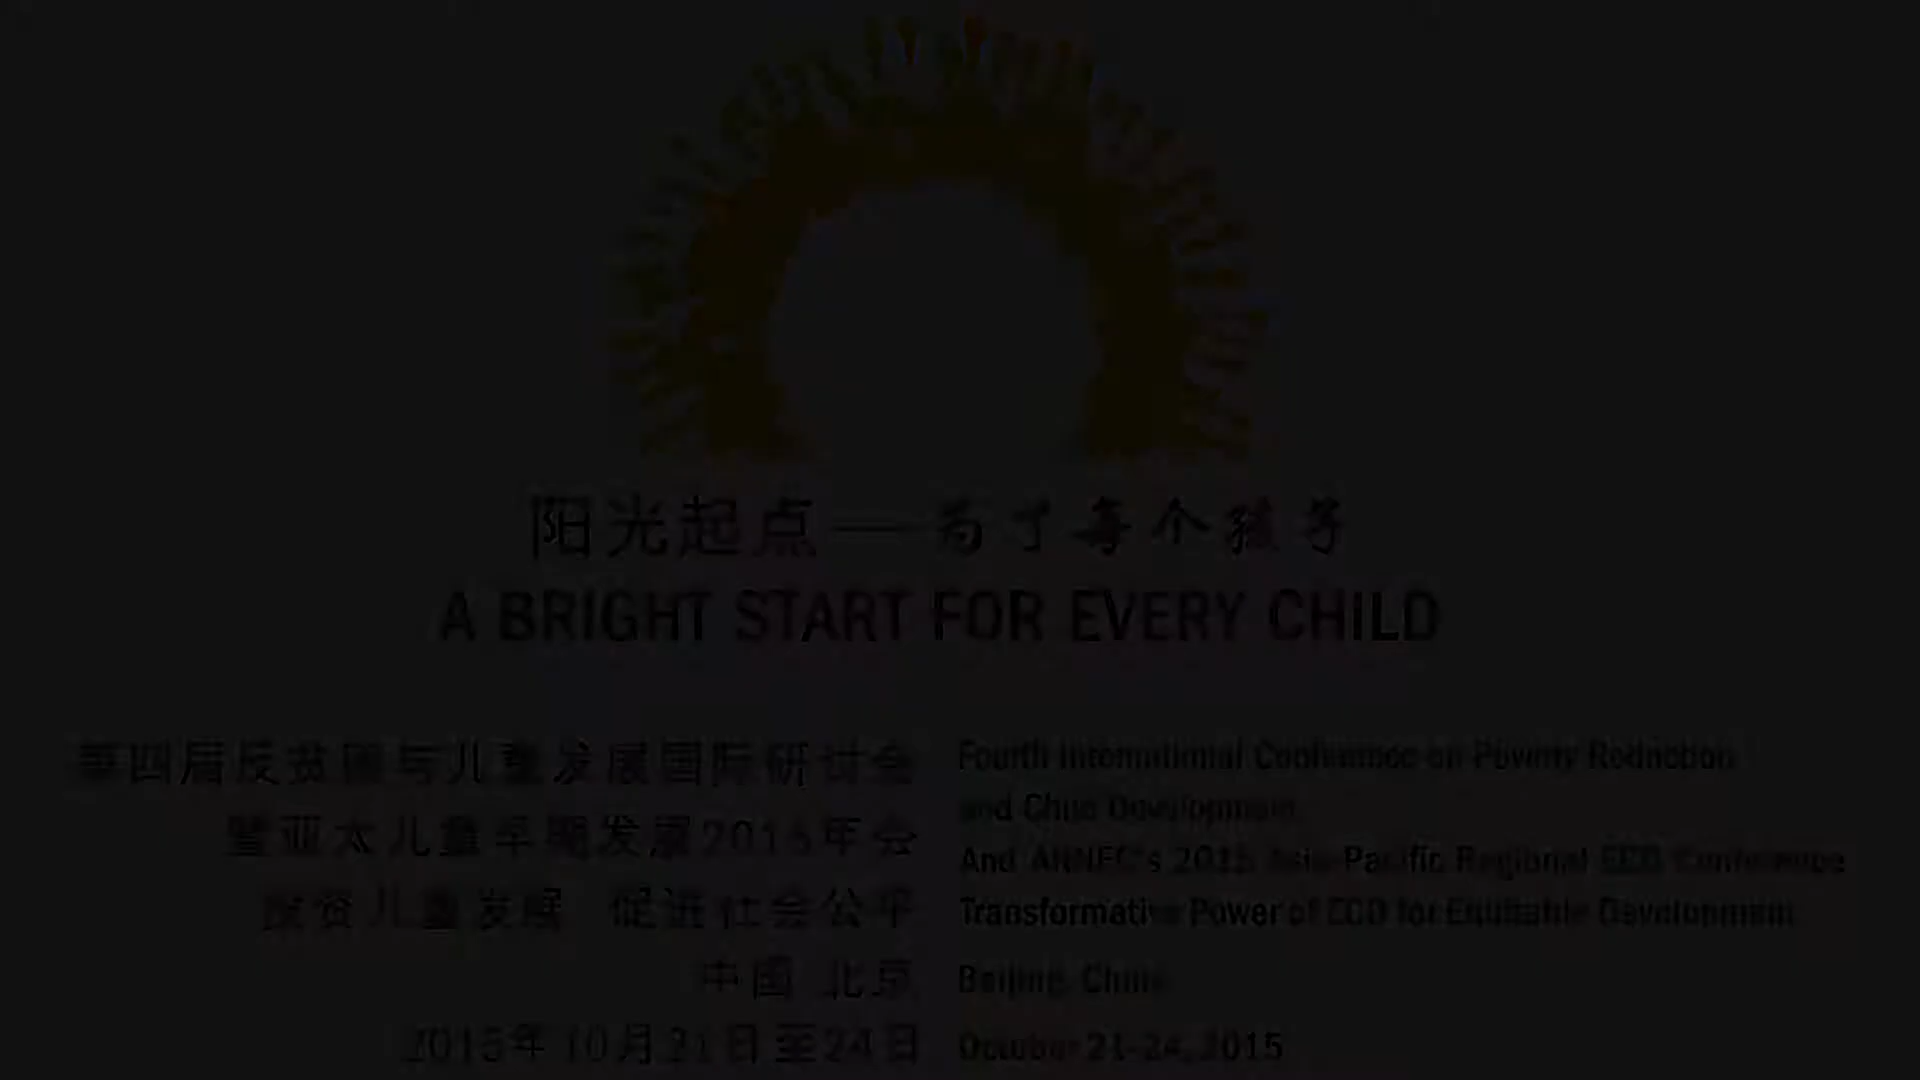 阳光起点——为了每个孩子
A BRIGHT START FOR EVERY CHILD
第四届反贫困与儿童发展国际研讨会
暨亚太儿童早期发展2015年会
投资儿童发展 促进社会公平
中国 北京
2015年10月21日至24日
Fourth International Conference on Poverty Reduction
and Child Development
And ARNEC's 2015 Asia-Pacific Regional ECD Conference
Transformative Power of ECD for Equitable Development
Beijing, China
October 21-24, 2015